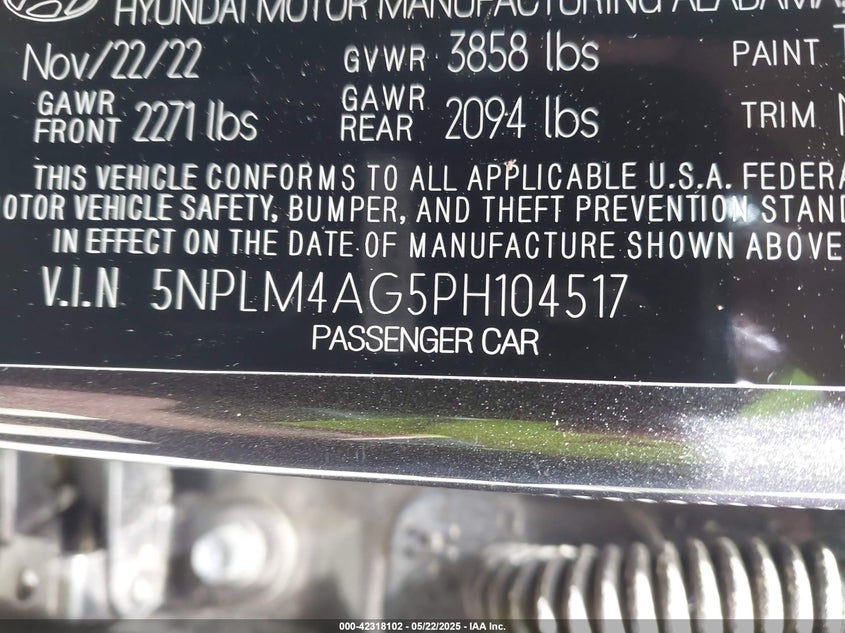 HYUNDAI MOTOR MANUFACTURING ALABAMA
Nov/22/22 GVWR 3858 lbs PAINT
GAWR FRONT 2271 lbs GAWR REAR 2094 lbs TRIM
THIS VEHICLE CONFORMS TO ALL APPLICABLE U.S.A. FEDERA
OTOR VEHICLE SAFETY, BUMPER, AND THEFT PREVENTION STAND
IN EFFECT ON THE DATE OF MANUFACTURE SHOWN ABOVE
V.I.N 5NPLM4AG5PH104517
PASSENGER CAR
000-42318102 - 05/22/2025 - IAA Inc.